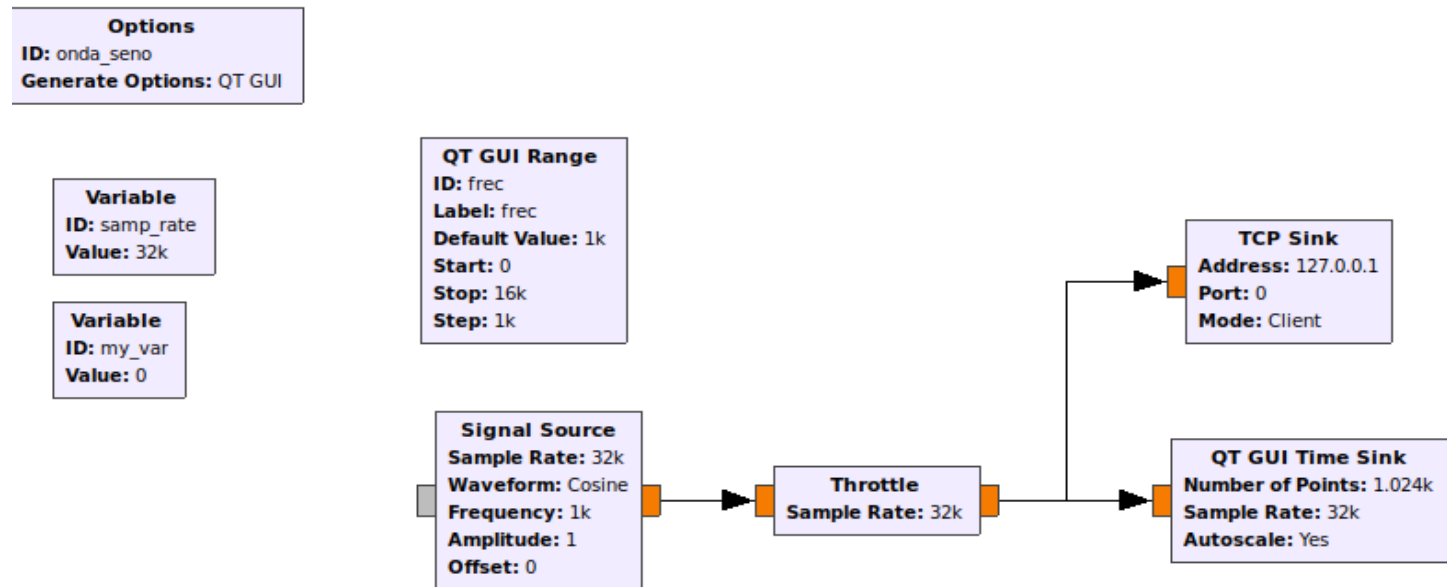 Options
ID: onda_seno
Generate Options: QT GUI
Variable
ID: samp_rate
Value: 32k
Variable
ID: my_var
Value: 0
QT GUI Range
ID: frec
Label: frec
Default Value: 1k
Start: 0
Stop: 16k
Step: 1k
Signal Source
Sample Rate: 32k
Waveform: Cosine
Frequency: 1k
Amplitude: 1
Offset: 0
Throttle
Sample Rate: 32k
TCP Sink
Address: 127.0.0.1
Port: 0
Mode: Client
QT GUI Time Sink
Number of Points: 1.024k
Sample Rate: 32k
Autoscale: Yes